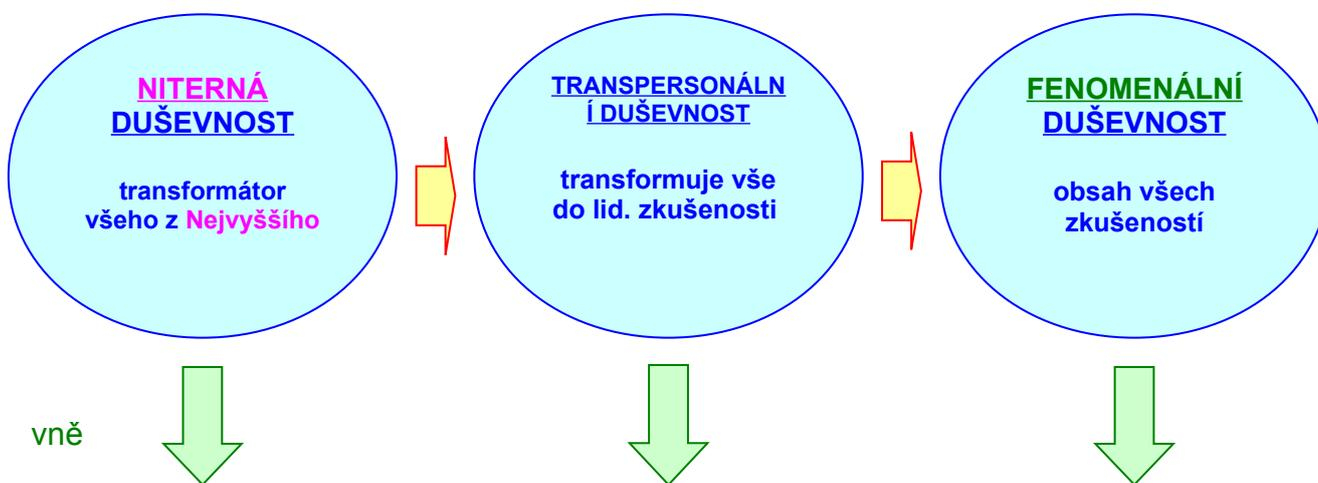 NITERNÁ
DUŠEVNOST
transformátor
všeho z Nejvyššího
TRANSPERSONÁLN
Í DUŠEVNOST
transformuje vše
do lid. zkušenosti
FENOMENÁLNÍ
DUŠEVNOST
obsah všech
zkušeností
vně